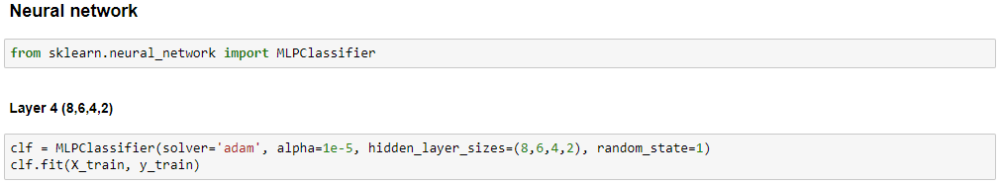 Neural network
from sklearn.neural_network import MLPClassifier
Layer 4 (8,6,4,2)
clf = MLPClassifier(solver='adam', alpha=1e-5, hidden_layer_sizes=(8,6,4,2), random_state=1)
clf.fit(X_train, y_train)